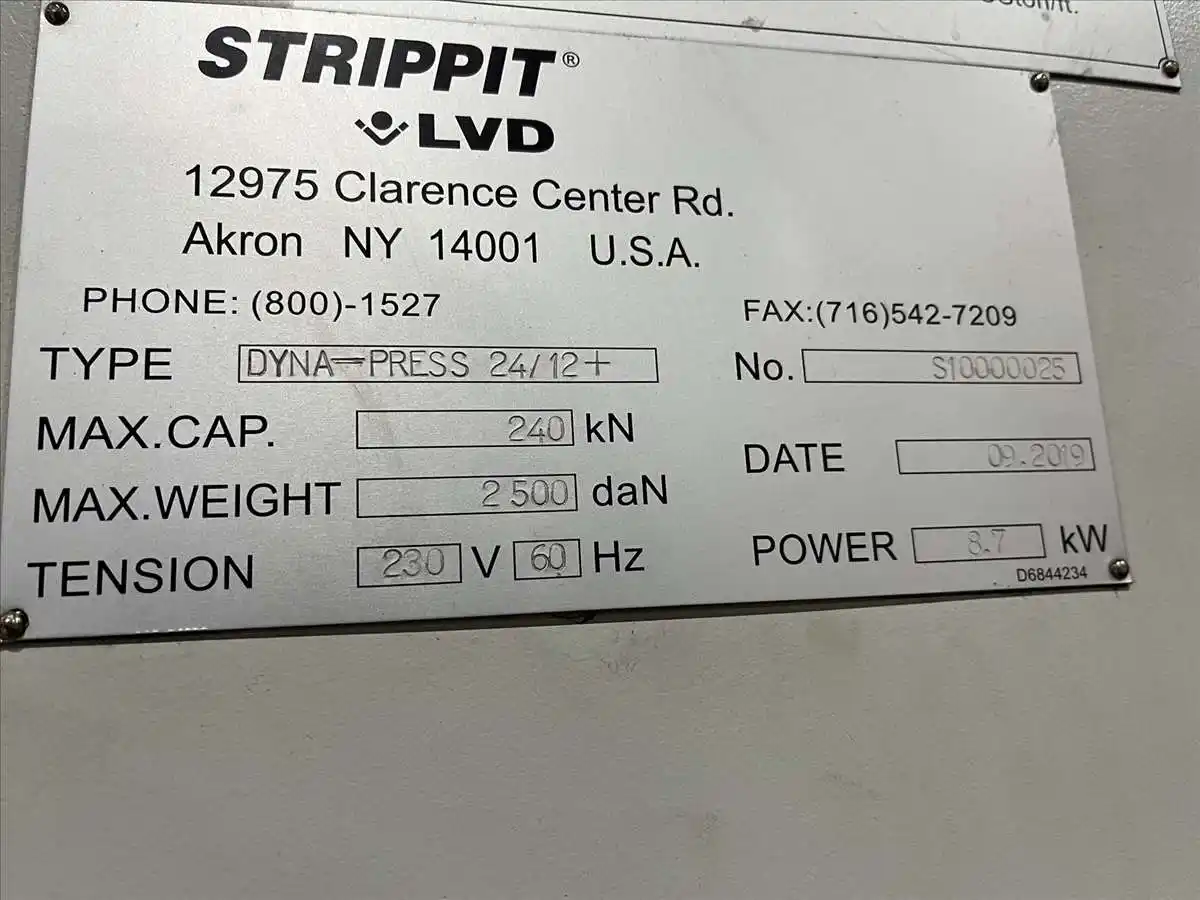 STRIPPIT®
LVD
12975 Clarence Center Rd.
Akron NY 14001 U.S.A.
PHONE: (800)-1527 FAX:(716)542-7209
TYPE DYNA-PRESS 24/12+ No. S10000025
MAX.CAP. 240 kN
DATE 09.2019
MAX.WEIGHT 2 500 daN
TENSION 230 V 60 Hz POWER 8.7 kW
D6844234